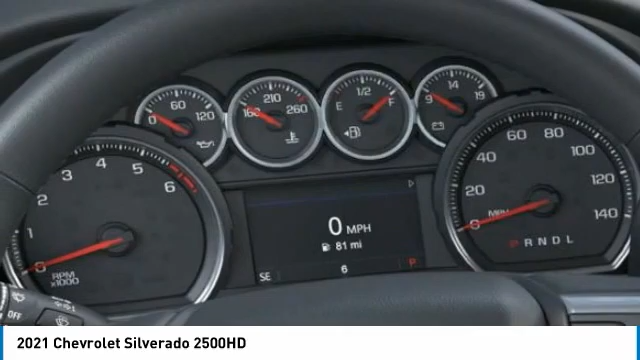 0 60 120
160 210 260
E 1/2 F
9 14 19
0 1 2 3 4 5 6
RPM
x1000
0 MPH
81 mi
SE 6 P
0 20 40 60 80 100 120 140
MPH
P R N D L
OFF
2021 Chevrolet Silverado 2500HD